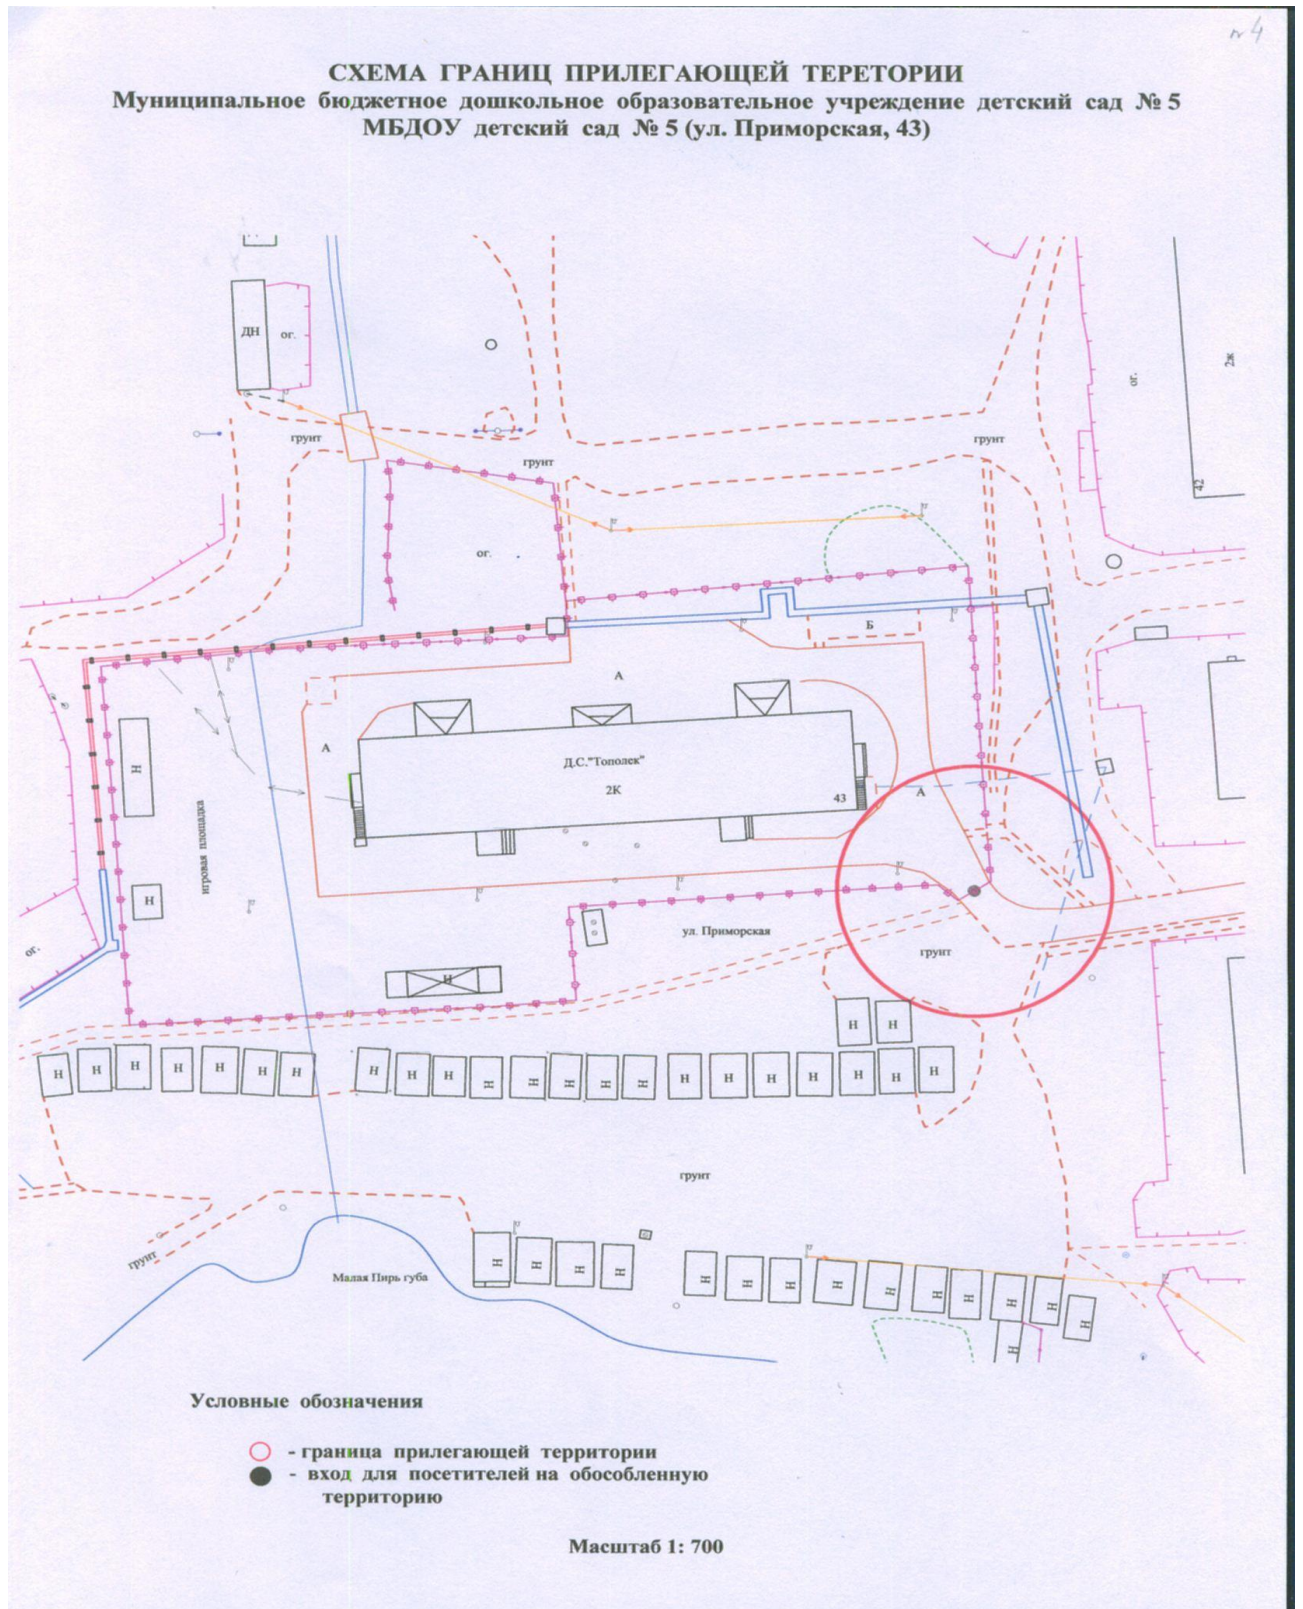 № 4
СХЕМА ГРАНИЦ ПРИЛЕГАЮЩЕЙ ТЕРЕТОРИИ
Муниципальное бюджетное дошкольное образовательное учреждение детский сад № 5
МБДОУ детский сад № 5 (ул. Приморская, 43)
ДН
ог.
ог.
2ж
42
грунт
грунт
грунт
ог.
Б
А
А
Д.С."Тополек"
2К
43
А
Н
игровая площадка
Н
ог.
ул. Приморская
грунт
Н
Н Н
Н Н Н Н Н Н Н Н Н Н Н Н Н Н Н Н Н Н Н Н Н Н
грунт
грунт
Малая Пирь губа
Н Н Н Н Н Н Н Н Н Н Н Н Н Н
Н
Условные обозначения
- граница прилегающей территории
- вход для посетителей на обособленную
территорию
Масштаб 1: 700